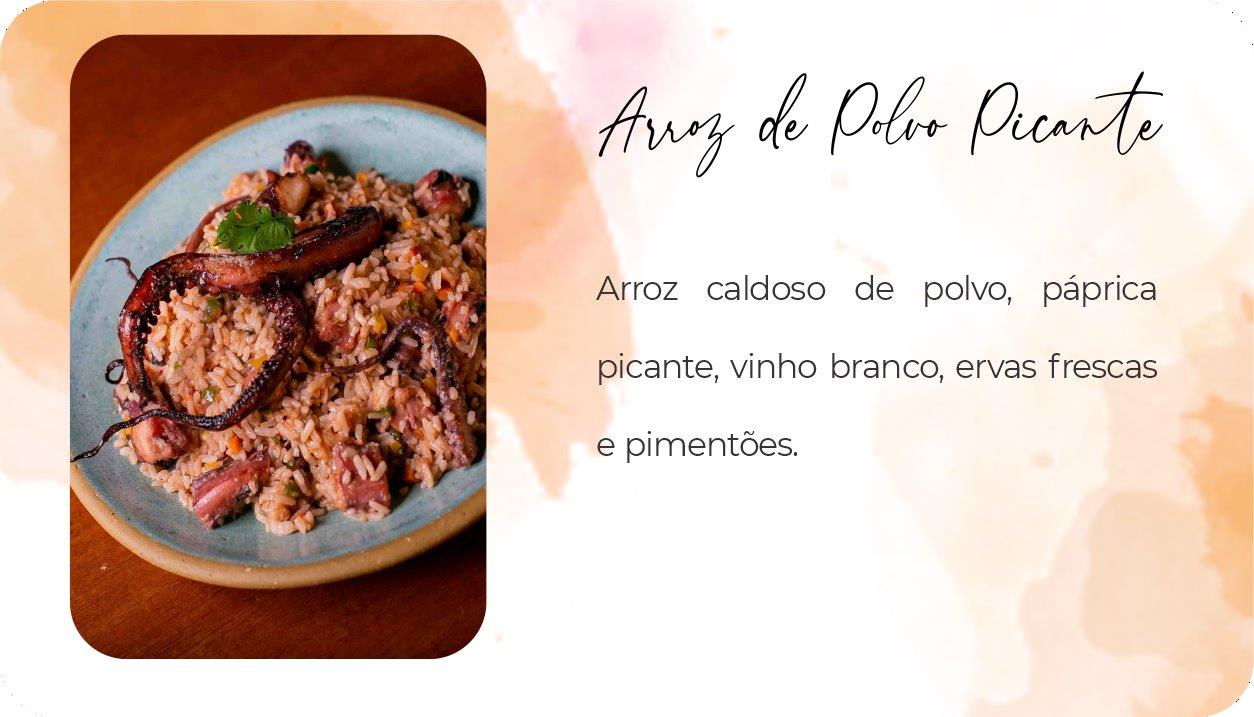 Arroz de Polvo Picante
Arroz caldoso de polvo, páprica
picante, vinho branco, ervas frescas
e pimentões.